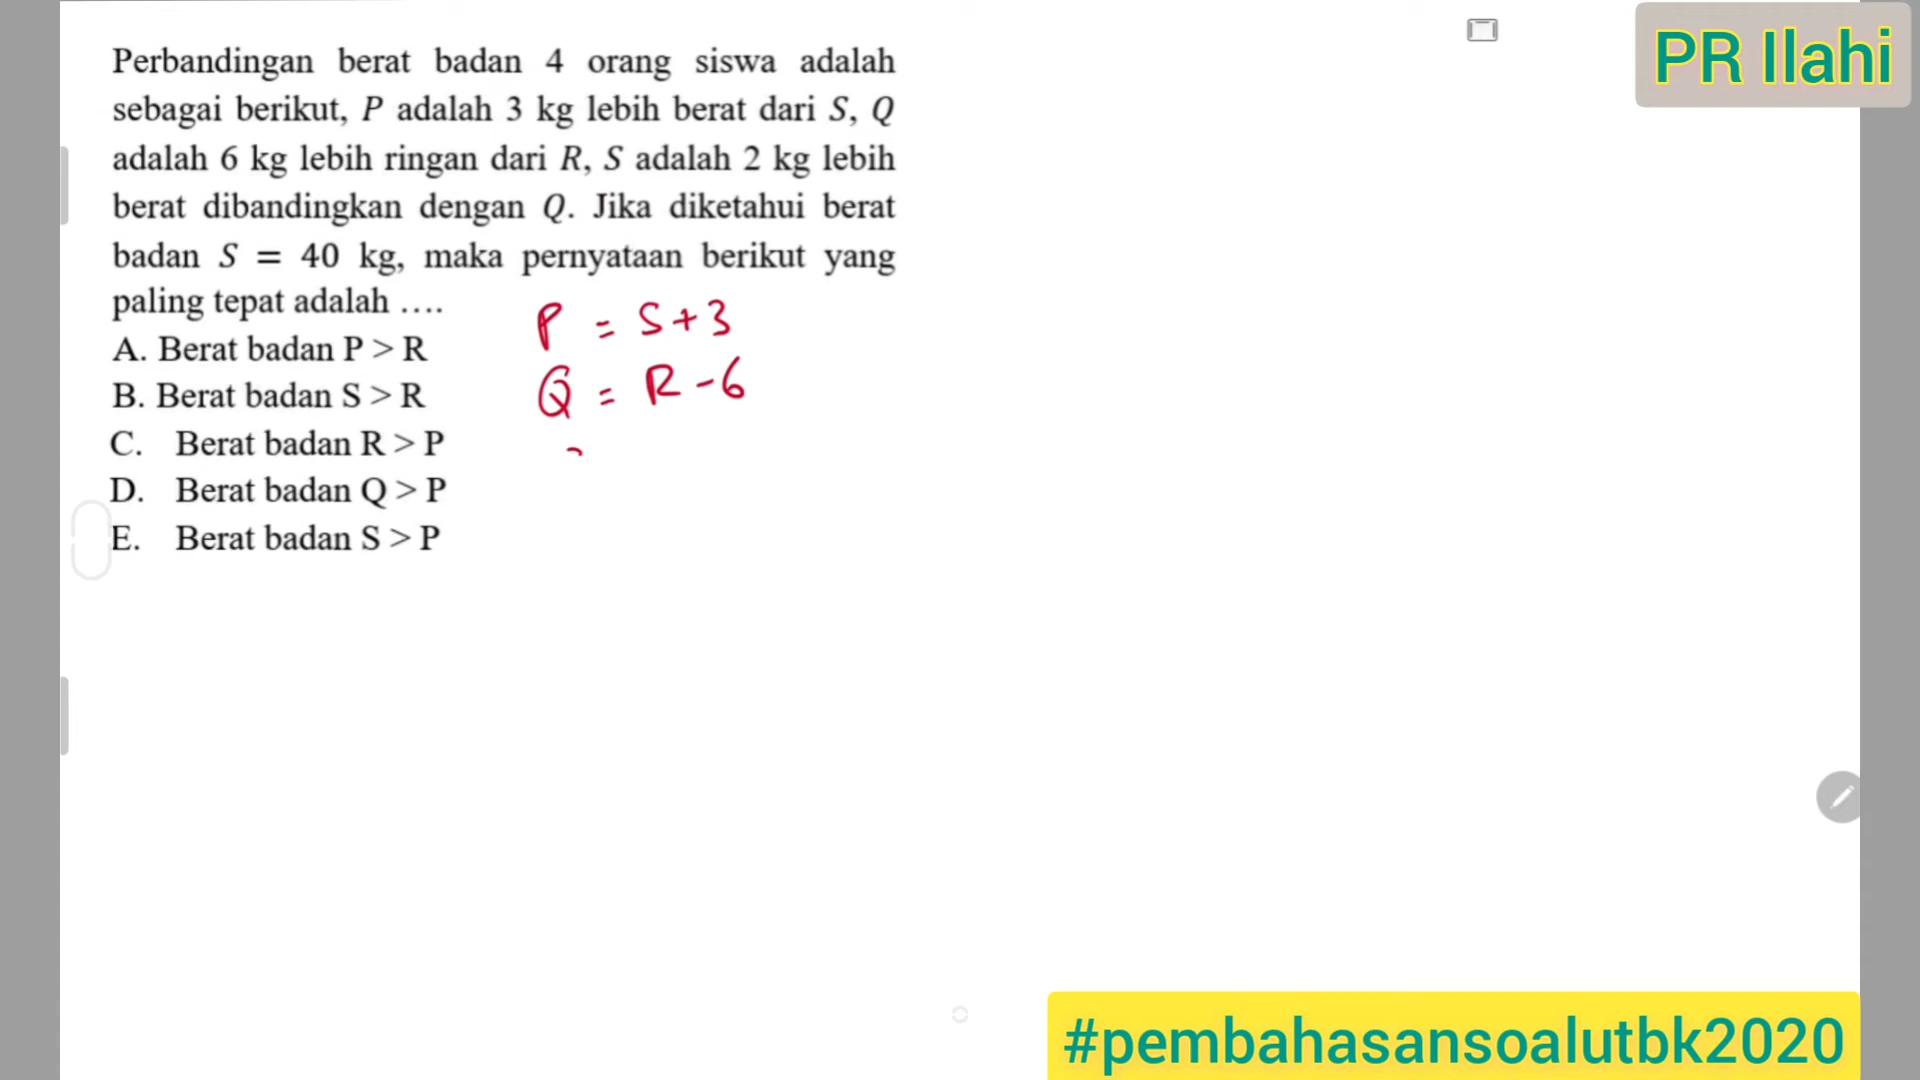 PR Ilahi
Perbandingan berat badan 4 orang siswa adalah
sebagai berikut, P adalah 3 kg lebih berat dari S, Q
adalah 6 kg lebih ringan dari R, S adalah 2 kg lebih
berat dibandingkan dengan Q. Jika diketahui berat
badan S = 40 kg, maka pernyataan berikut yang
paling tepat adalah ….
A. Berat badan P > R
B. Berat badan S > R
C. Berat badan R > P
D. Berat badan Q > P
E. Berat badan S > P
P = S+3
Q = R-6
#pembahasansoalutbk2020